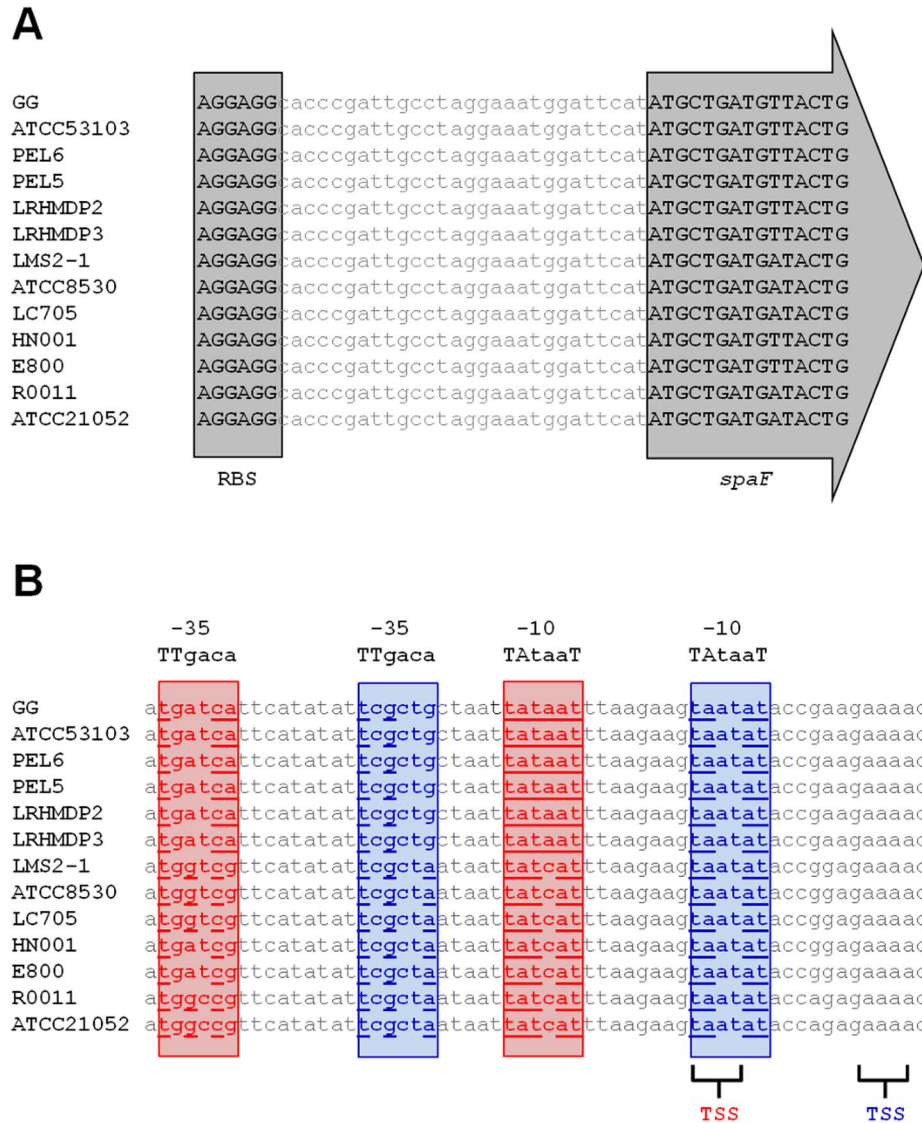 A
GG AGGAGGcacccgattgcctaggaaatggattcatATGCTGATGTTACTG
ATCC53103 AGGAGGcacccgattgcctaggaaatggattcatATGCTGATGTTACTG
PEL6 AGGAGGcacccgattgcctaggaaatggattcatATGCTGATGTTACTG
PEL5 AGGAGGcacccgattgcctaggaaatggattcatATGCTGATGTTACTG
LRHMDP2 AGGAGGcacccgattgcctaggaaatggattcatATGCTGATGTTACTG
LRHMDP3 AGGAGGcacccgattgcctaggaaatggattcatATGCTGATGTTACTG
LMS2-1 AGGAGGcacccgattgcctaggaaatggattcatATGCTGATGATACTG
ATCC8530 AGGAGGcacccgattgcctaggaaatggattcatATGCTGATGATACTG
LC705 AGGAGGcacccgattgcctaggaaatggattcatATGCTGATGATACTG
HN001 AGGAGGcacccgattgcctaggaaatggattcatATGCTGATGTTACTG
E800 AGGAGGcacccgattgcctaggaaatggattcatATGCTGATGTTACTG
R0011 AGGAGGcacccgattgcctaggaaatggattcatATGCTGATGATACTG
ATCC21052 AGGAGGcacccgattgcctaggaaatggattcatATGCTGATGATACTG
RBS spaF
B
-35 -35 -10 -10
TTgaca TTgaca TAtaaT TAtaaT
GG atgatcattcatatattcgctgctaattataatttaagaagtaatataccgaagaaaac
ATCC53103 atgatcattcatatattcgctgctaattataatttaagaagtaatataccgaagaaaac
PEL6 atgatcattcatatattcgctgctaattataatttaagaagtaatataccgaagaaaac
PEL5 atgatcattcatatattcgctgctaattataatttaagaagtaatataccgaagaaaac
LRHMDP2 atgatcattcatatattcgctgctaattataatttaagaagtaatataccgaagaaaac
LRHMDP3 atgatcattcatatattcgctgctaattataatttaagaagtaatataccgaagaaaac
LMS2-1 atggtcgttcatatattcgctaataattatcatttaagaagtaatataccggagaaaac
ATCC8530 atggtcgttcatatattcgctaataattatcatttaagaagtaatataccggagaaaac
LC705 atggtcgttcatatattcgctaataattatcatttaagaagtaatataccggagaaaac
HN001 atgatcgttcatatattcgctaataattatcatttaagaagtaatataccggagaaaac
E800 atgatcgttcatatattcgctaataattatcatttaagaagtaatataccggagaaaac
R0011 atggccgttcatatattcgctaataattatcatttaagaagtaatataccagagaaaac
ATCC21052 atggccgttcatatattcgctaataattatcatttaagaagtaatataccagagaaaac
TSS TSS